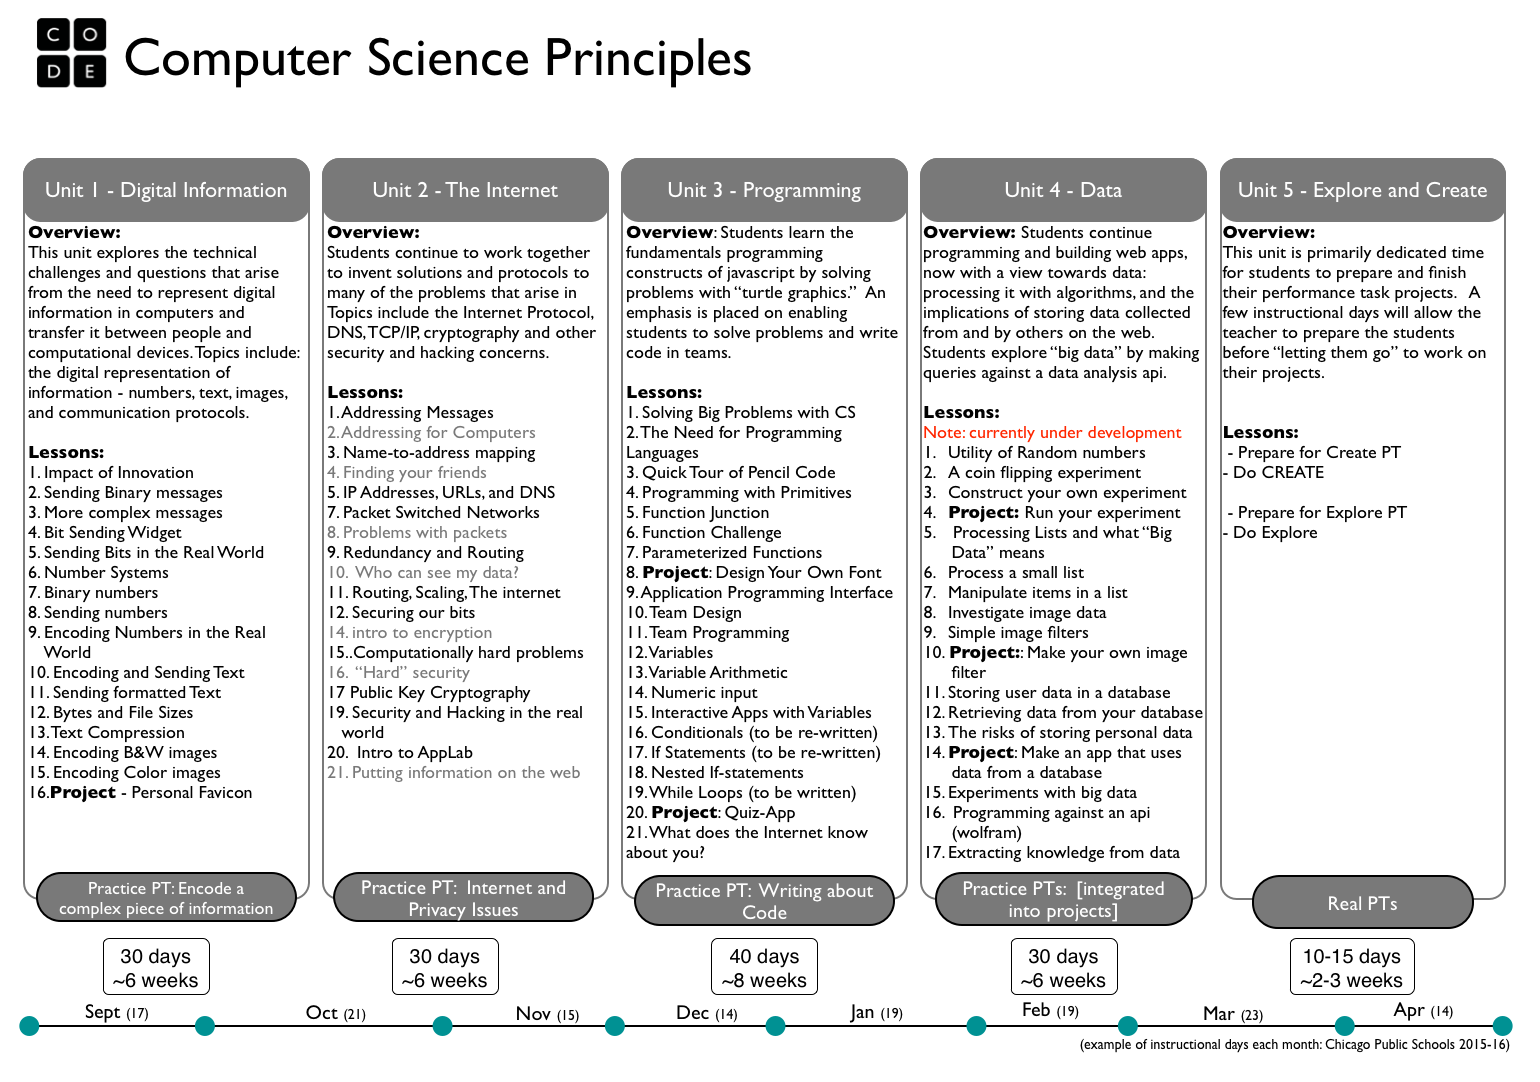 C O
D E
Computer Science Principles
Unit 1 - Digital Information
Overview:
This unit explores the technical
challenges and questions that arise
from the need to represent digital
information in computers and
transfer it between people and
computational devices. Topics include:
the digital representation of
information - numbers, text, images,
and communication protocols.
Lessons:
1. Impact of Innovation
2. Sending Binary messages
3. More complex messages
4. Bit Sending Widget
5. Sending Bits in the Real World
6. Number Systems
7. Binary numbers
8. Sending numbers
9. Encoding Numbers in the Real
World
10. Encoding and Sending Text
11. Sending formatted Text
12. Bytes and File Sizes
13. Text Compression
14. Encoding B&W images
15. Encoding Color images
16.Project - Personal Favicon
Practice PT: Encode a
complex piece of information
30 days
~6 weeks
Unit 2 - The Internet
Overview:
Students continue to work together
to invent solutions and protocols to
many of the problems that arise in
Topics include the Internet Protocol,
DNS, TCP/IP, cryptography and other
security and hacking concerns.
Lessons:
1. Addressing Messages
2. Addressing for Computers
3. Name-to-address mapping
4. Finding your friends
5. IP Addresses, URLs, and DNS
7. Packet Switched Networks
8. Problems with packets
9. Redundancy and Routing
10. Who can see my data?
11. Routing, Scaling, The internet
12. Securing our bits
14. intro to encryption
15..Computationally hard problems
16. “Hard” security
17 Public Key Cryptography
19. Security and Hacking in the real
world
20. Intro to AppLab
21. Putting information on the web
Practice PT: Internet and
Privacy Issues
30 days
~6 weeks
Unit 3 - Programming
Overview: Students learn the
fundamentals programming
constructs of javascript by solving
problems with “turtle graphics.” An
emphasis is placed on enabling
students to solve problems and write
code in teams.
Lessons:
1. Solving Big Problems with CS
2. The Need for Programming
Languages
3. Quick Tour of Pencil Code
4. Programming with Primitives
5. Function Junction
6. Function Challenge
7. Parameterized Functions
8. Project: Design Your Own Font
9. Application Programming Interface
10. Team Design
11. Team Programming
12. Variables
13. Variable Arithmetic
14. Numeric input
15. Interactive Apps with Variables
16. Conditionals (to be re-written)
17. If Statements (to be re-written)
18. Nested If-statements
19. While Loops (to be written)
20. Project: Quiz-App
21. What does the Internet know
about you?
Practice PT: Writing about
Code
40 days
~8 weeks
Unit 4 - Data
Overview: Students continue
programming and building web apps,
now with a view towards data:
processing it with algorithms, and the
implications of storing data collected
from and by others on the web.
Students explore “big data” by making
queries against a data analysis api.
Lessons:
Note: currently under development
1. Utility of Random numbers
2. A coin flipping experiment
3. Construct your own experiment
4. Project: Run your experiment
5. Processing Lists and what “Big
Data” means
6. Process a small list
7. Manipulate items in a list
8. Investigate image data
9. Simple image filters
10. Project:: Make your own image
filter
11. Storing user data in a database
12. Retrieving data from your database
13. The risks of storing personal data
14. Project: Make an app that uses
data from a database
15. Experiments with big data
16. Programming against an api
(wolfram)
17. Extracting knowledge from data
Practice PTs: [integrated
into projects]
30 days
~6 weeks
Unit 5 - Explore and Create
Overview:
This unit is primarily dedicated time
for students to prepare and finish
their performance task projects. A
few instructional days will allow the
teacher to prepare the students
before “letting them go” to work on
their projects.
Lessons:
- Prepare for Create PT
- Do CREATE
- Prepare for Explore PT
- Do Explore
Real PTs
10-15 days
~2-3 weeks
Sept (17) Oct (21) Nov (15) Dec (14) Jan (19) Feb (19) Mar (23) Apr (14)
(example of instructional days each month: Chicago Public Schools 2015-16)